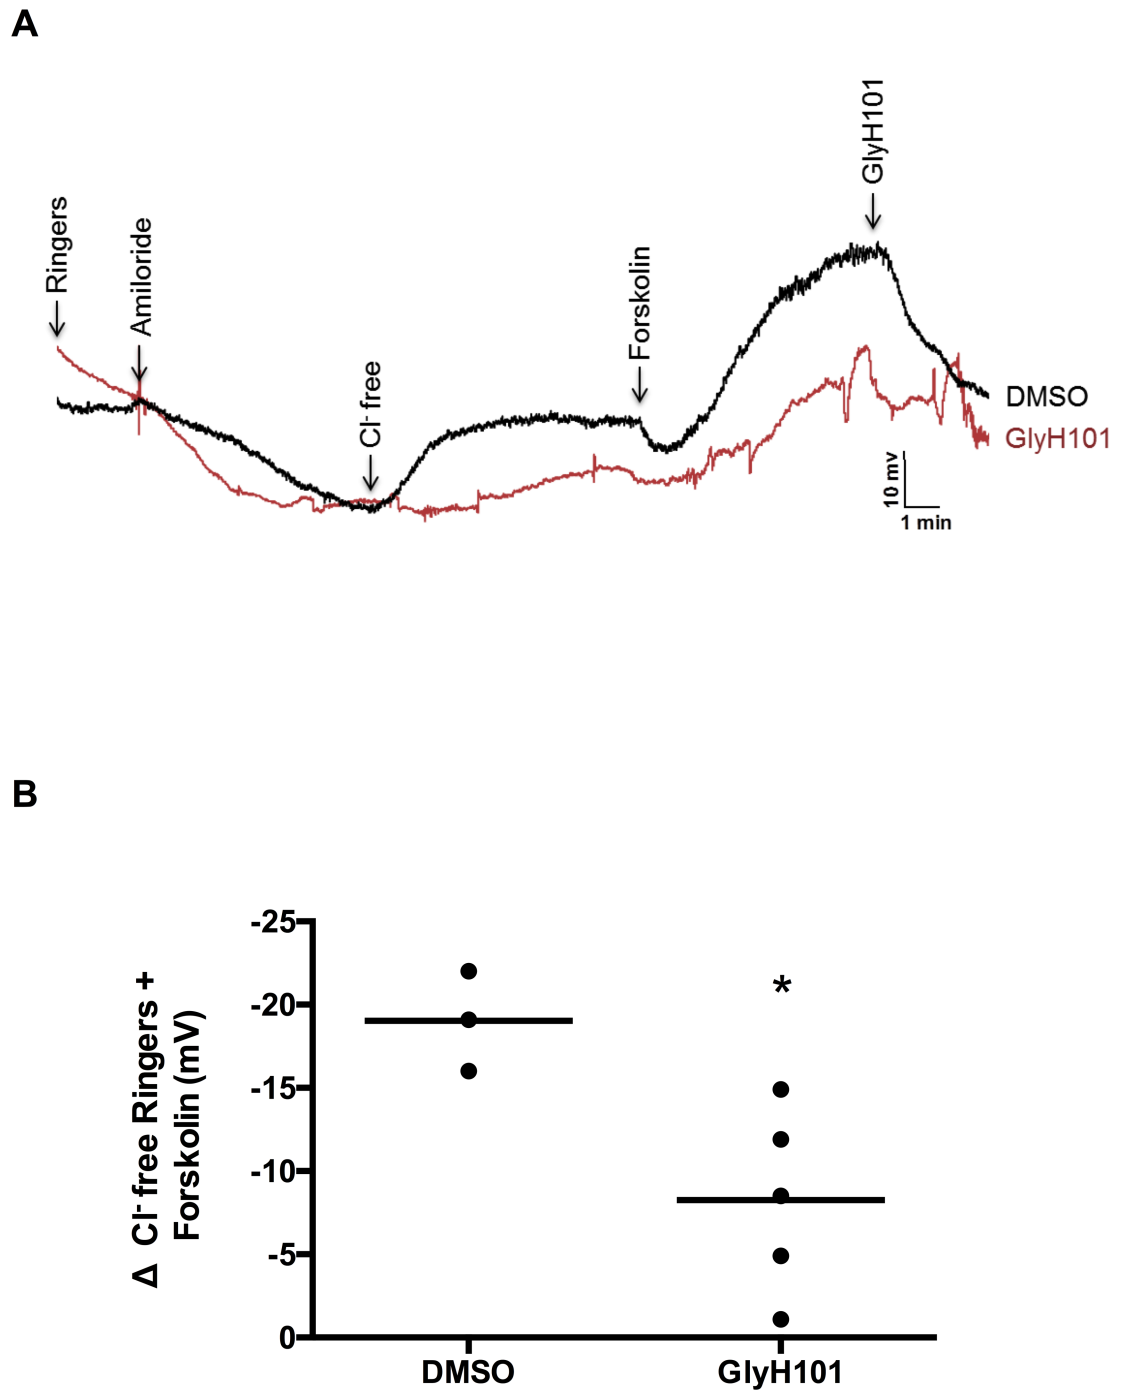 A
Ringers
Amiloride
Cl- free
Forskolin
GlyH101
DMSO
GlyH101
10 mv
1 min
B
Δ Cl- free Ringers +
Forskolin (mV)
-25
-20
-15
-10
-5
0
*
DMSO
GlyH101